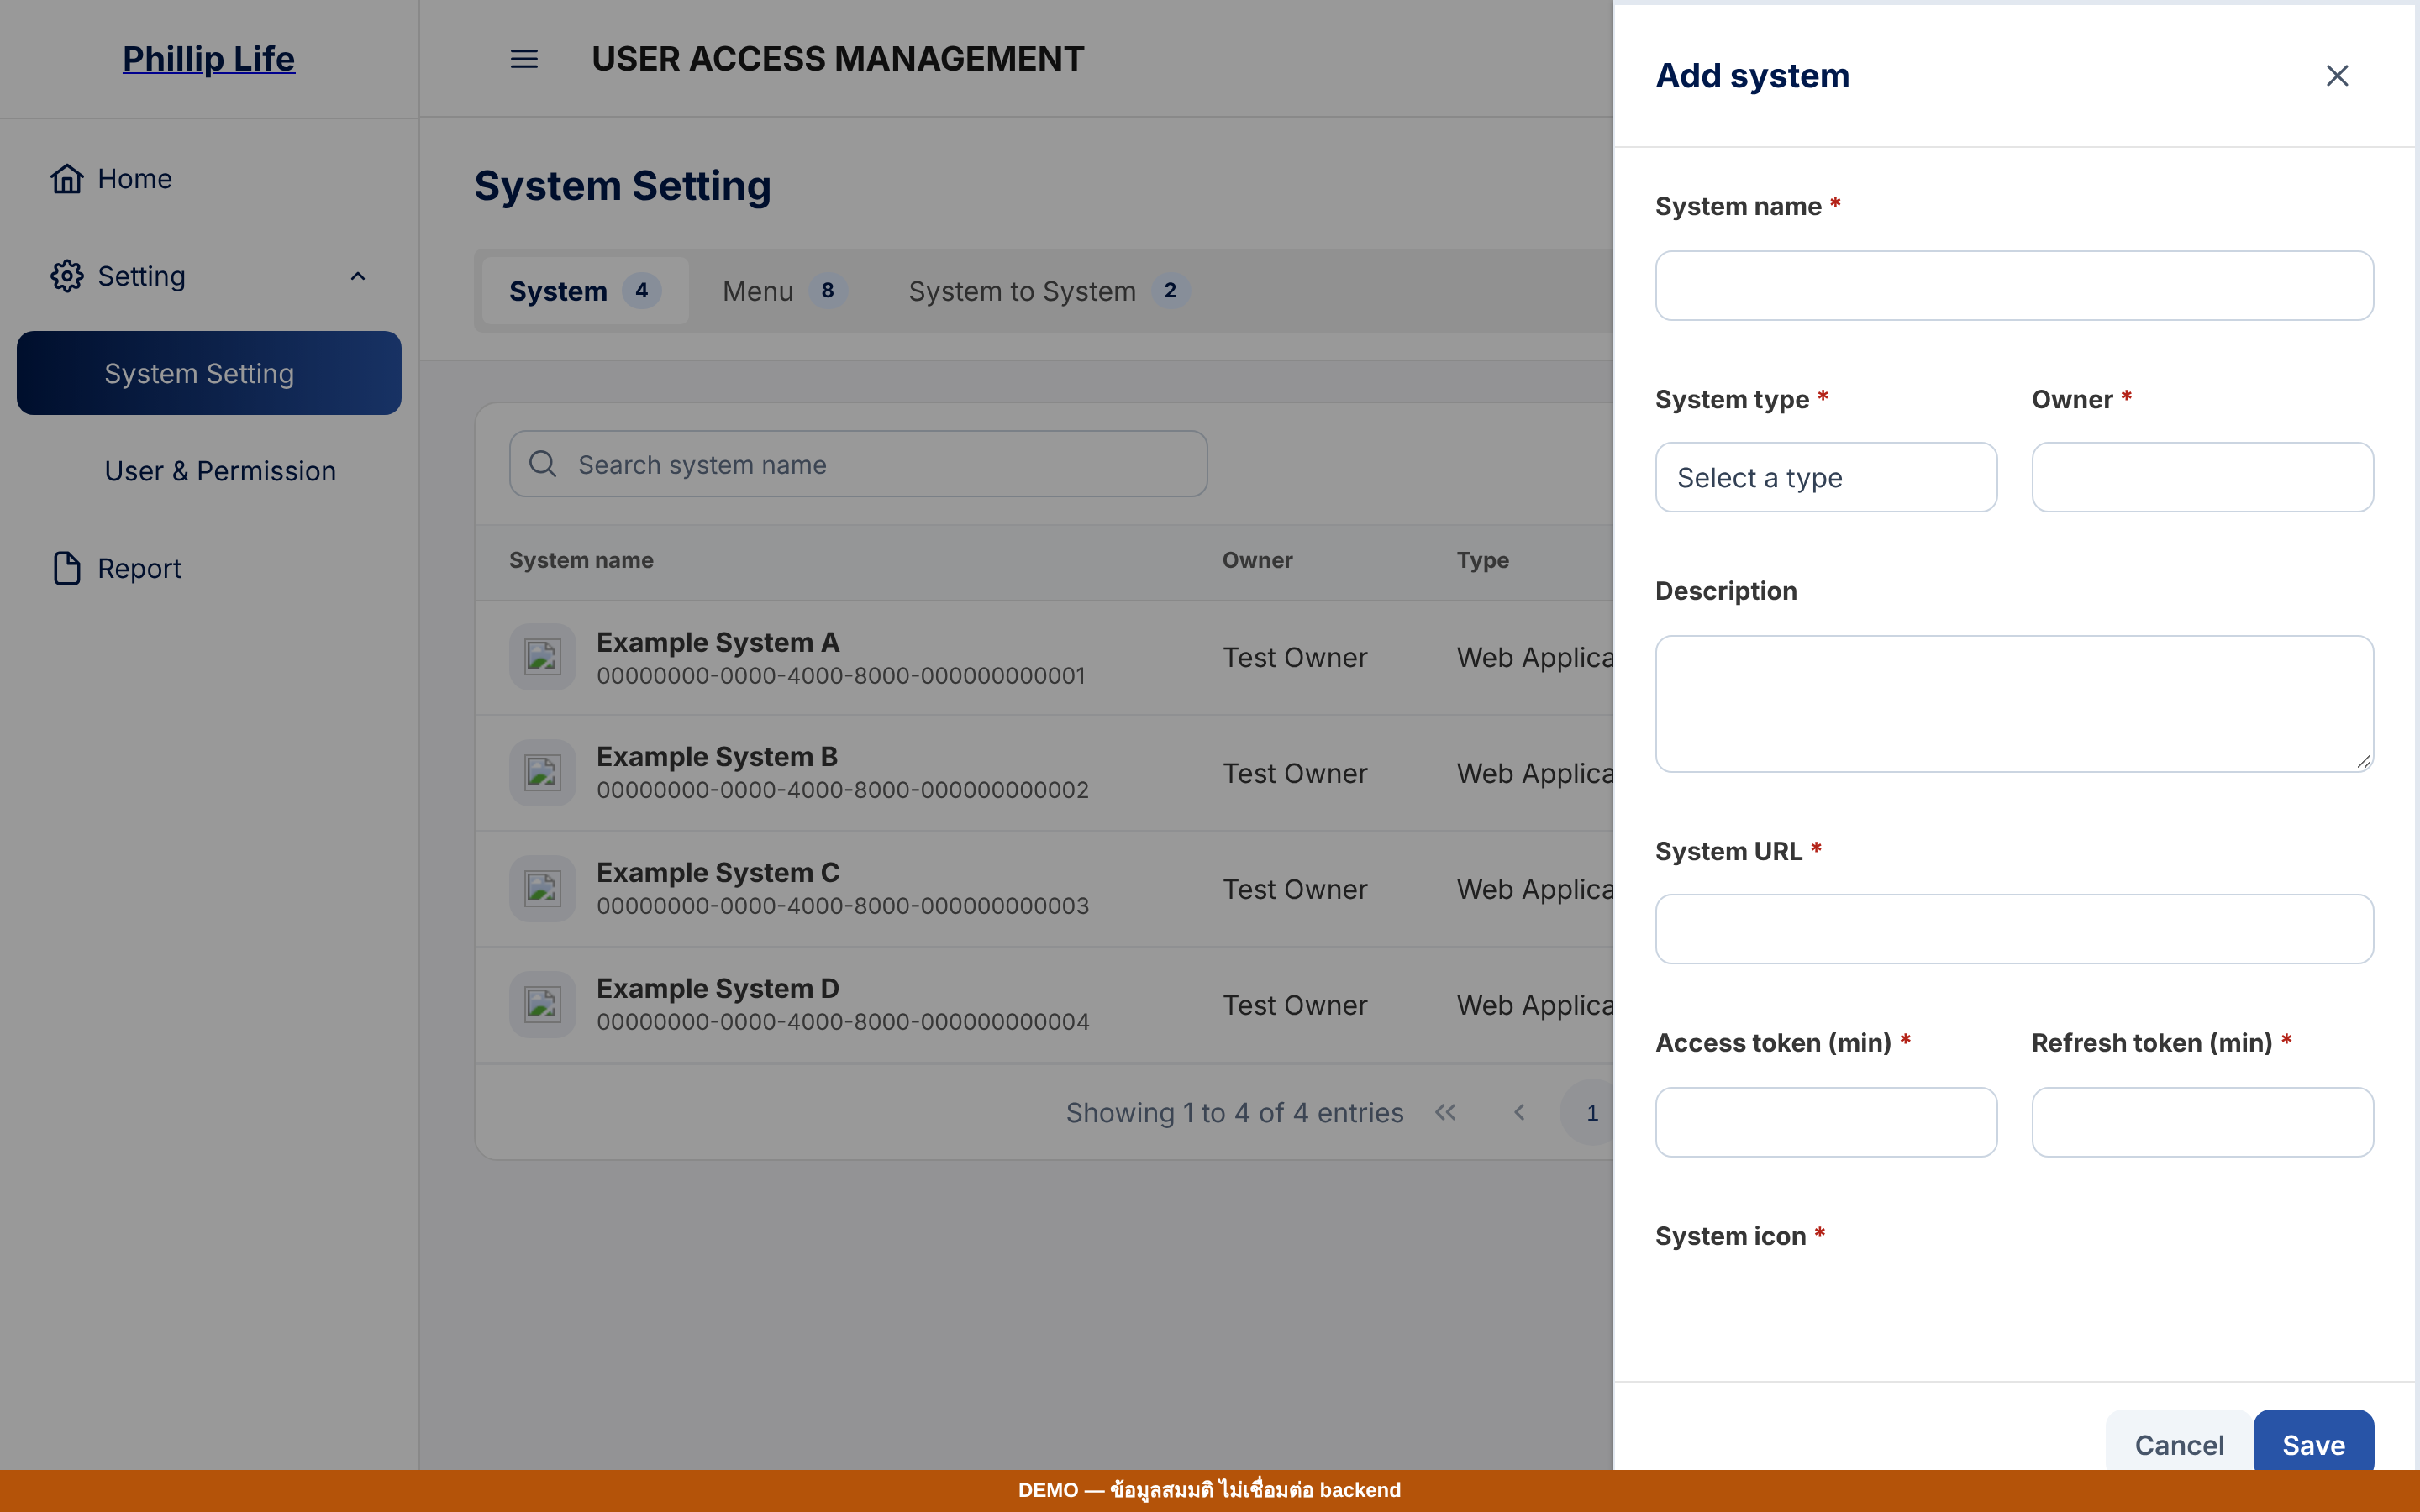 Phillip Life
USER ACCESS MANAGEMENT
Home
Setting
System Setting
User & Permission
Report
System Setting
System 4
Menu 8
System to System 2
Search system name
System name Owner Type
Example System A
00000000-0000-4000-8000-000000000001
Test Owner Web Applica
Example System B
00000000-0000-4000-8000-000000000002
Test Owner Web Applica
Example System C
00000000-0000-4000-8000-000000000003
Test Owner Web Applica
Example System D
00000000-0000-4000-8000-000000000004
Test Owner Web Applica
Showing 1 to 4 of 4 entries 1
Add system
System name *
System type * Owner *
Select a type
Description
System URL *
Access token (min) * Refresh token (min) *
System icon *
Cancel Save
DEMO — ข้อมูลสมมติ ไม่เชื่อมต่อ backend